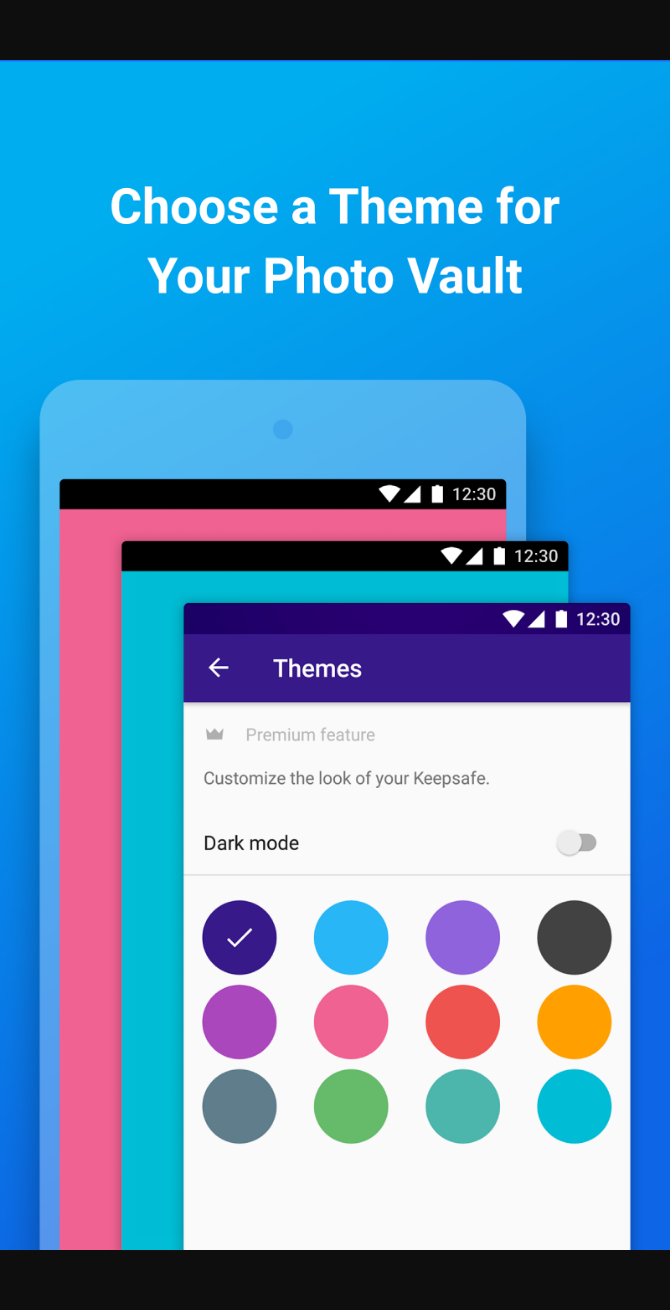 Choose a Theme for
Your Photo Vault
12:30
12:30
12:30
Themes
Premium feature
Customize the look of your Keepsafe.
Dark mode